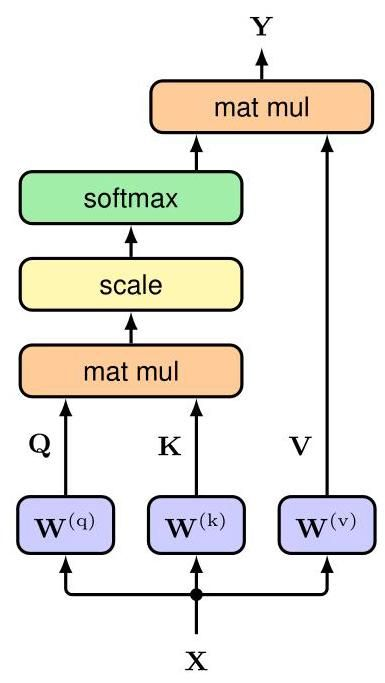 Y
mat mul
softmax
scale
mat mul
Q K V
W^(q) W^(k) W^(v)
X